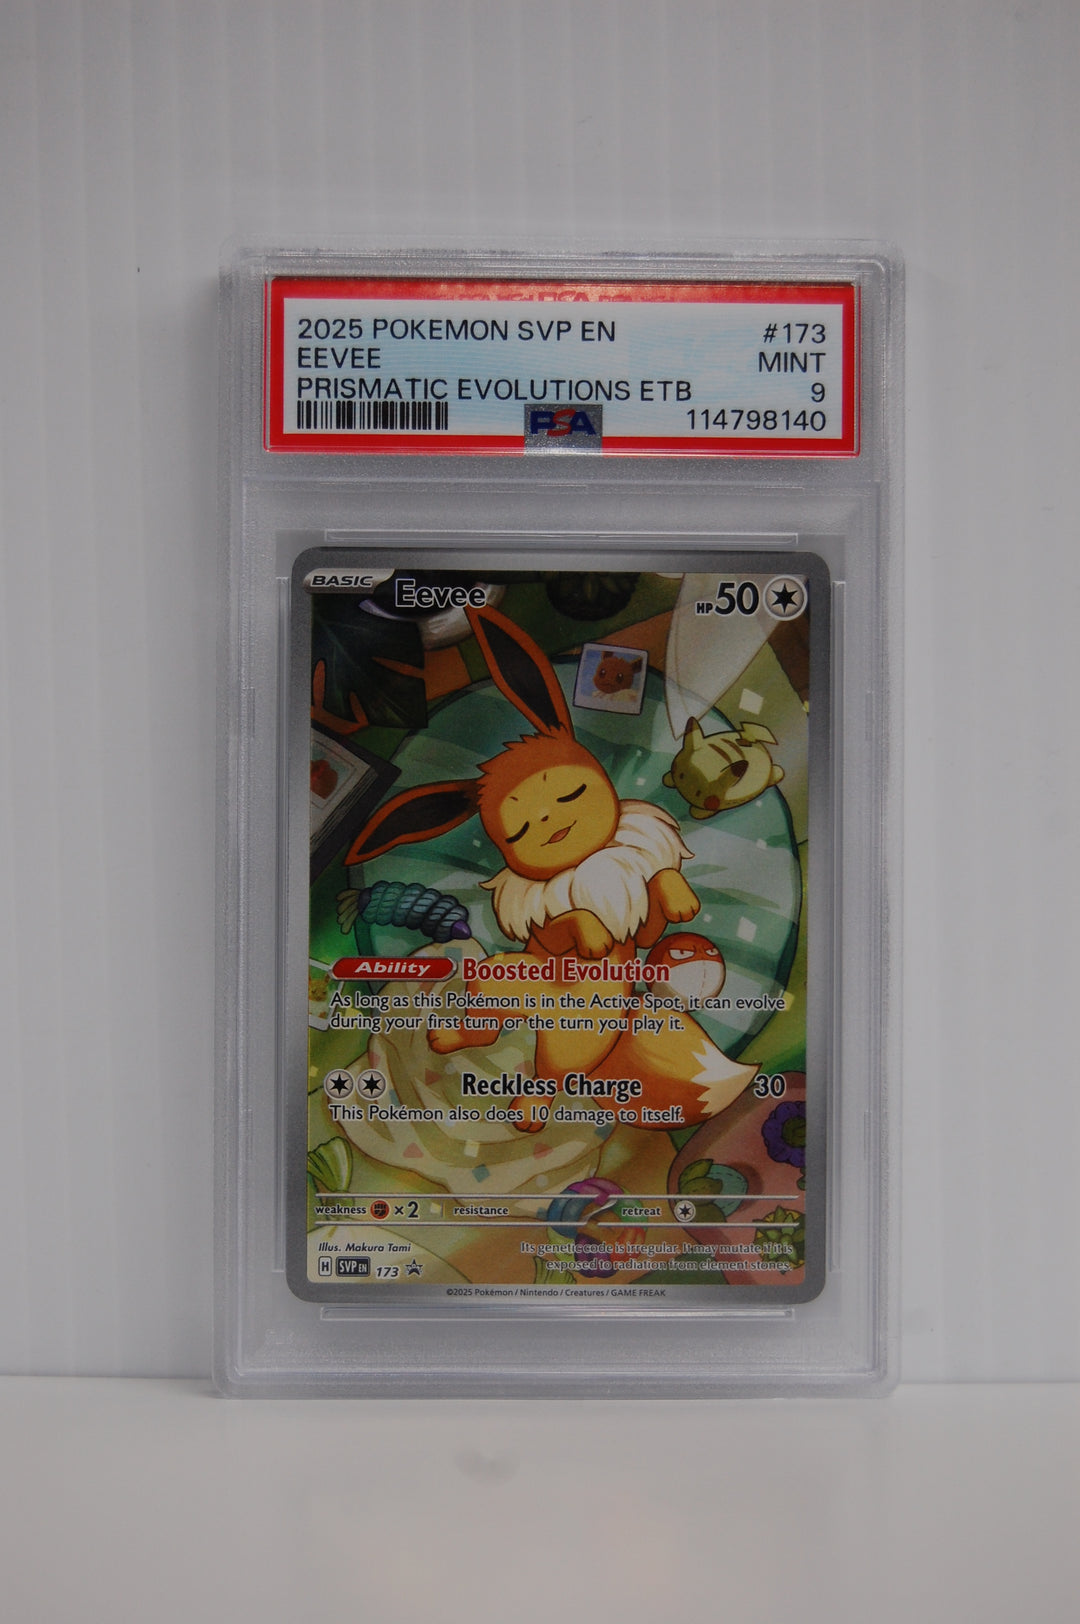 2025 POKEMON SVP EN #173
EEVEE MINT
PRISMATIC EVOLUTIONS ETB 9
PSA 114798140
BASIC Eevee HP 50
Ability Boosted Evolution
As long as this Pokémon is in the Active Spot, it can evolve
during your first turn or the turn you play it.
Reckless Charge 30
This Pokémon also does 10 damage to itself.
weakness ×2 resistance retreat
Illus. Makura Tami
Its genetic code is irregular. It may mutate if it is
exposed to radiation from element stones.
H SVP EN 173
©2025 Pokémon / Nintendo / Creatures / GAME FREAK